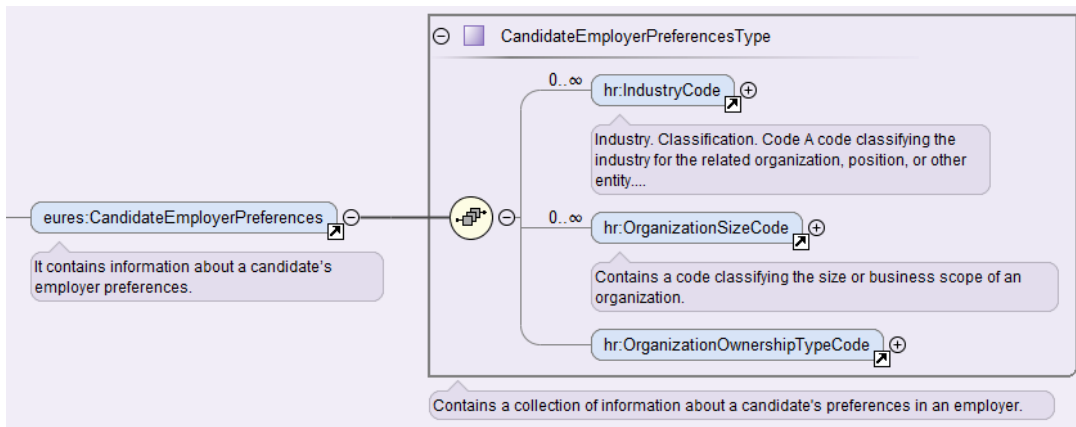 CandidateEmployerPreferencesType
0..∞
hr:IndustryCode
Industry. Classification. Code A code classifying the
industry for the related organization, position, or other
entity....
eures:CandidateEmployerPreferences
It contains information about a candidate's
employer preferences.
0..∞
hr:OrganizationSizeCode
Contains a code classifying the size or business scope of an
organization.
hr:OrganizationOwnershipTypeCode
Contains a collection of information about a candidate's preferences in an employer.